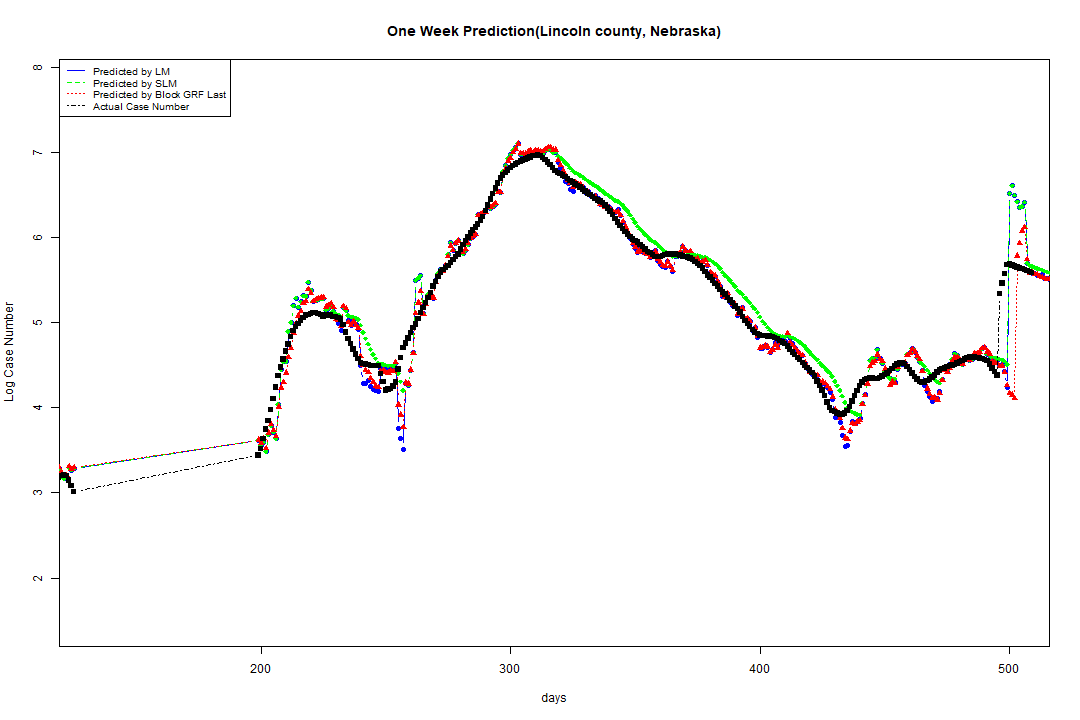 One Week Prediction(Lincoln county, Nebraska)
Predicted by LM
Predicted by SLM
Predicted by Block GRF Last
Actual Case Number
8
7
6
5
4
3
2
Log Case Number
200 300 400 500
days